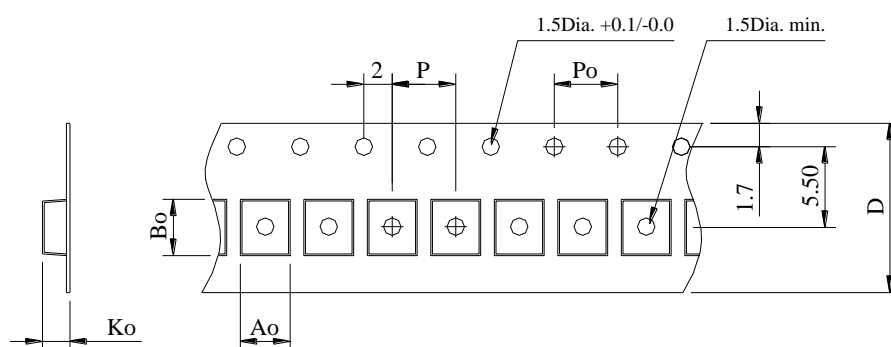 1.5Dia. +0.1/-0.0
1.5Dia. min.
2
P
Po
1.7
5.50
D
Bo
Ko
Ao